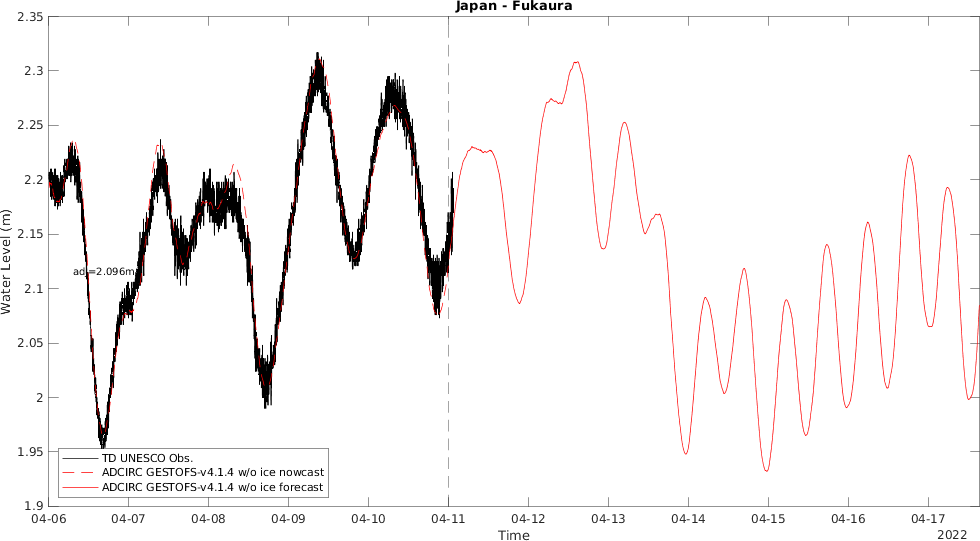 Japan - Fukaura
2.35
2.3
2.25
2.2
2.15
2.1
2.05
2
1.95
1.9
Water Level (m)
ad =2.096m
TD UNESCO Obs.
ADCIRC GESTOFS-v4.1.4 w/o ice nowcast
ADCIRC GESTOFS-v4.1.4 w/o ice forecast
04-06 04-07 04-08 04-09 04-10 04-11 04-12 04-13 04-14 04-15 04-16 04-17
Time
2022